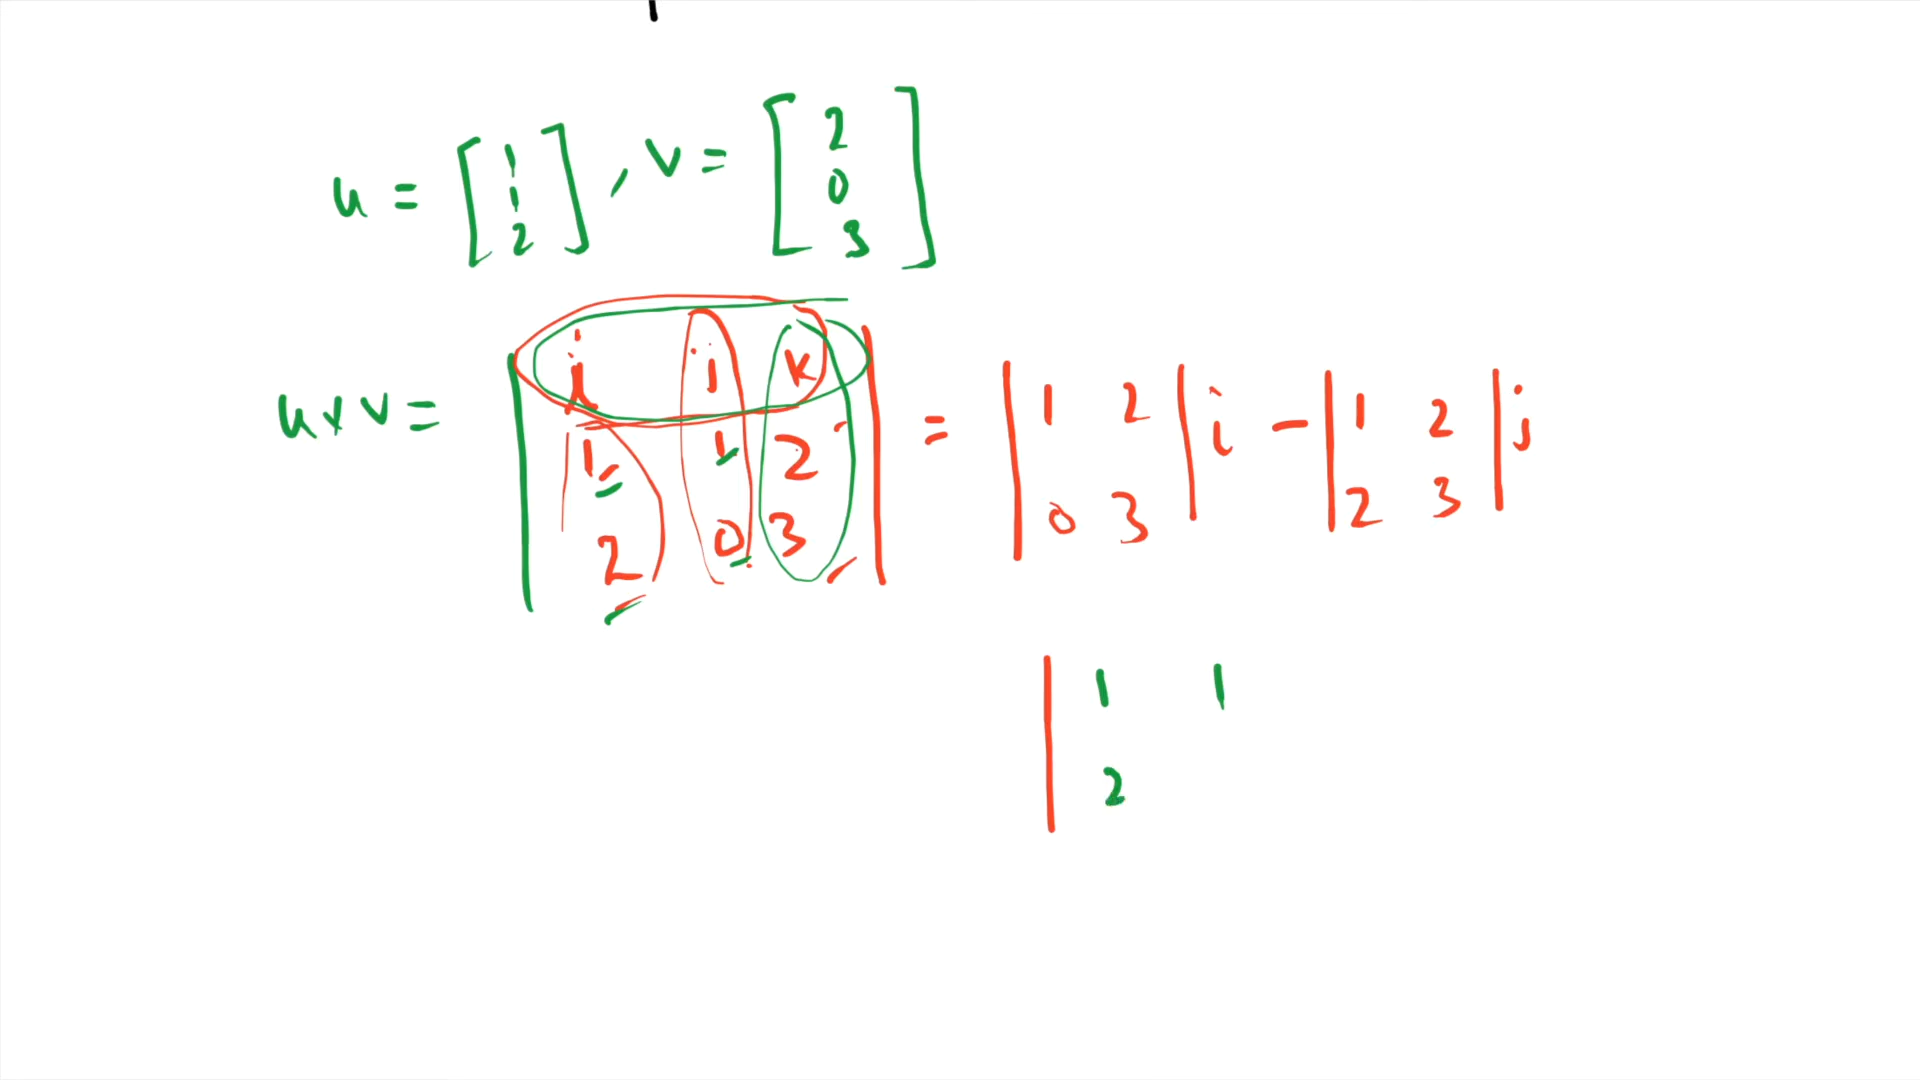 u = [ 1 1 2 ] , v = [ 2 0 3 ]
u × v = | i j k | = | 1 2 | i − | 1 2 | j
| 1 1 2 | | 0 3 | | 2 3 |
| 2 0 3 |
| 1 1
2